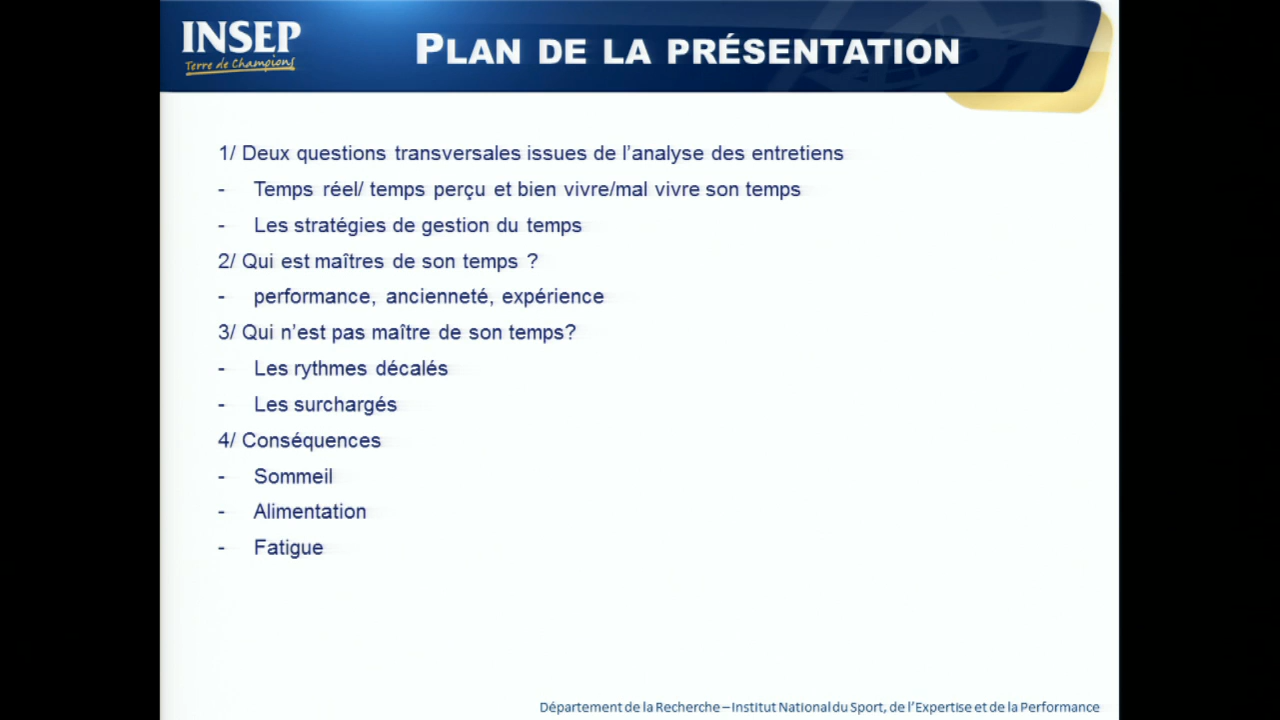 INSEP
Terre de Champions
PLAN DE LA PRÉSENTATION
1/ Deux questions transversales issues de l’analyse des entretiens
- Temps réel/ temps perçu et bien vivre/mal vivre son temps
- Les stratégies de gestion du temps
2/ Qui est maîtres de son temps ?
- performance, ancienneté, expérience
3/ Qui n’est pas maître de son temps?
- Les rythmes décalés
- Les surchargés
4/ Conséquences
- Sommeil
- Alimentation
- Fatigue
Département de la Recherche – Institut National du Sport, de l’Expertise et de la Performance